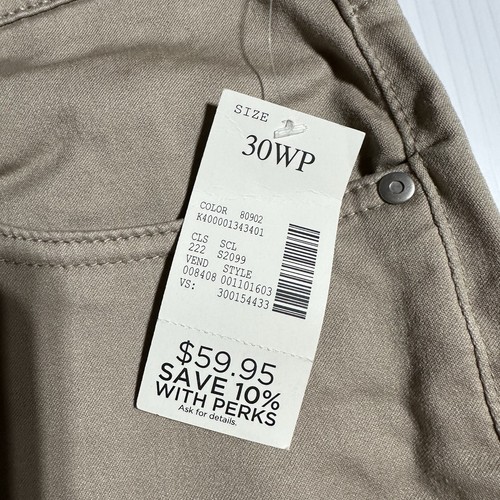 SIZE
30WP
COLOR 80902
K400001343401
CLS SCL
222 S2099
VEND STYLE
008408 001101603
VS: 300154433
$59.95
SAVE 10%
WITH PERKS
Ask for details.